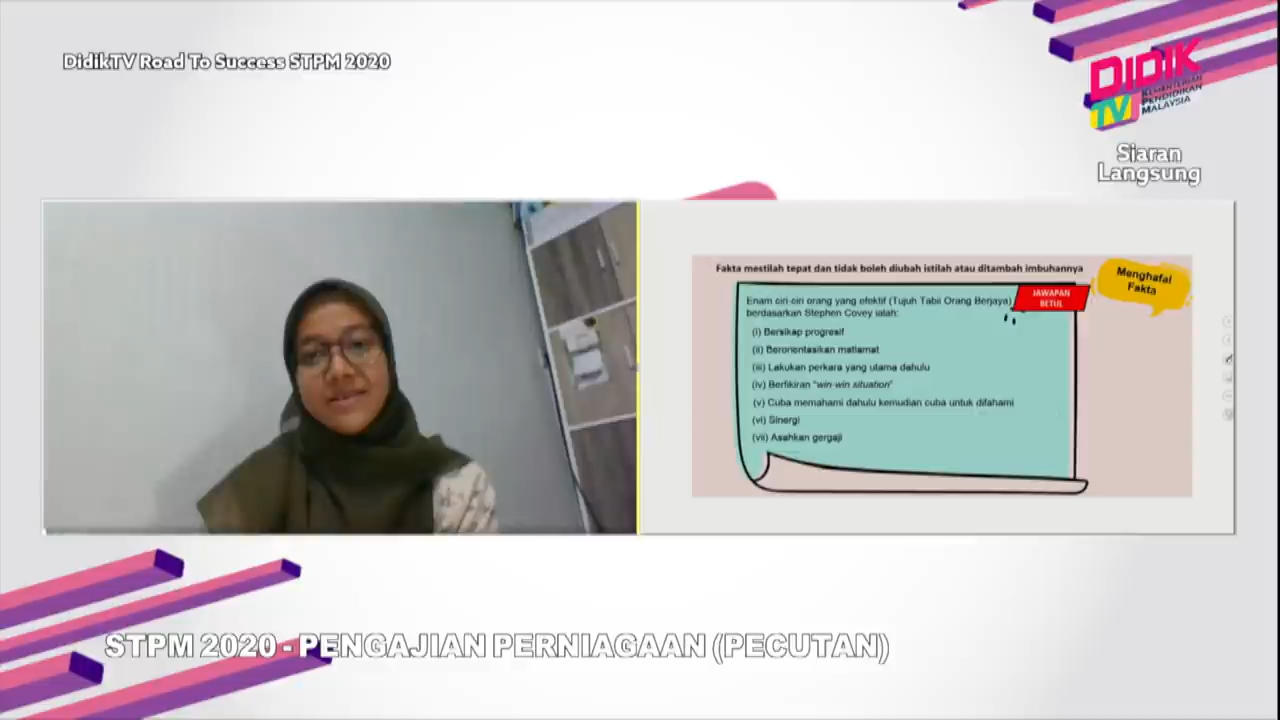 DidikTV Road To Success STPM 2020
DIDIK
TV
KEMENTERIAN
PENDIDIKAN
MALAYSIA
Siaran
Langsung
Fakta mestilah tepat dan tidak boleh diubah istilah atau ditambah imbuhannya
Menghafal
Fakta
JAWAPAN
BETUL
Enam ciri-ciri orang yang efektif (Tujuh Tabii Orang Berjaya)
berdasarkan Stephen Covey ialah:
(i) Bersikap progresif
(ii) Berorientasikan matlamat
(iii) Lakukan perkara yang utama dahulu
(iv) Berfikiran "win-win situation"
(v) Cuba memahami dahulu kemudian cuba untuk difahami
(vi) Sinergi
(vii) Asahkan gergaji
STPM 2020 - PENGAJIAN PERNIAGAAN (PECUTAN)